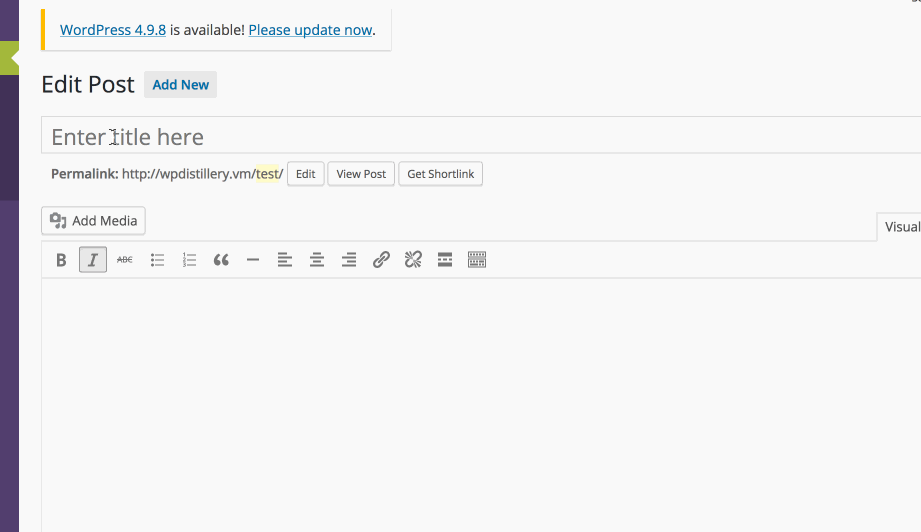 WordPress 4.9.8 is available! Please update now.
Edit Post Add New
Enter title here
Permalink: http://wpdistillery.vm/test/ Edit View Post Get Shortlink
Add Media
Visual
B I ABC